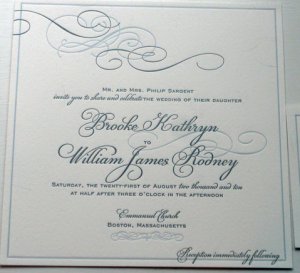 Mr. and Mrs. Philip Sargent
invite you to share and celebrate the wedding of their daughter
Brooke Kathryn
to
William James Rodney
Saturday, the twenty-first of August two thousand and ten
at half after three o'clock in the afternoon
Emmanuel Church
Boston, Massachusetts
Reception immediately following